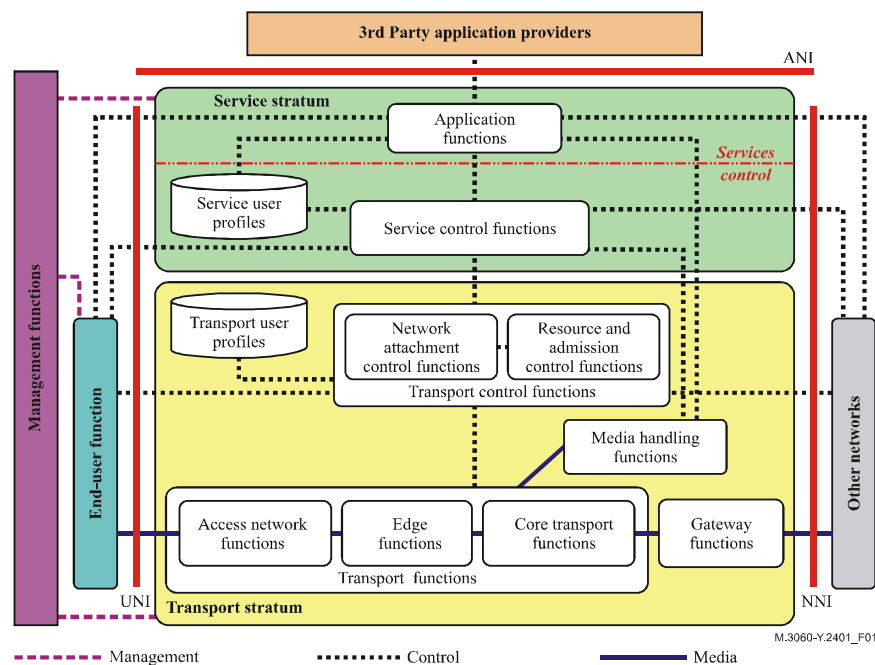 3rd Party application providers
ANI
Service stratum
Application
functions
Services
control
Service user
profiles
Service control functions
Management functions
Transport user
profiles
Network
attachment
control functions
Resource and
admission
control functions
Transport control functions
End-user function
Other networks
Media handling
functions
Access network
functions
Edge
functions
Core transport
functions
Gateway
functions
Transport functions
UNI
Transport stratum
NNI
M.3060-Y.2401_F01
Management
Control
Media